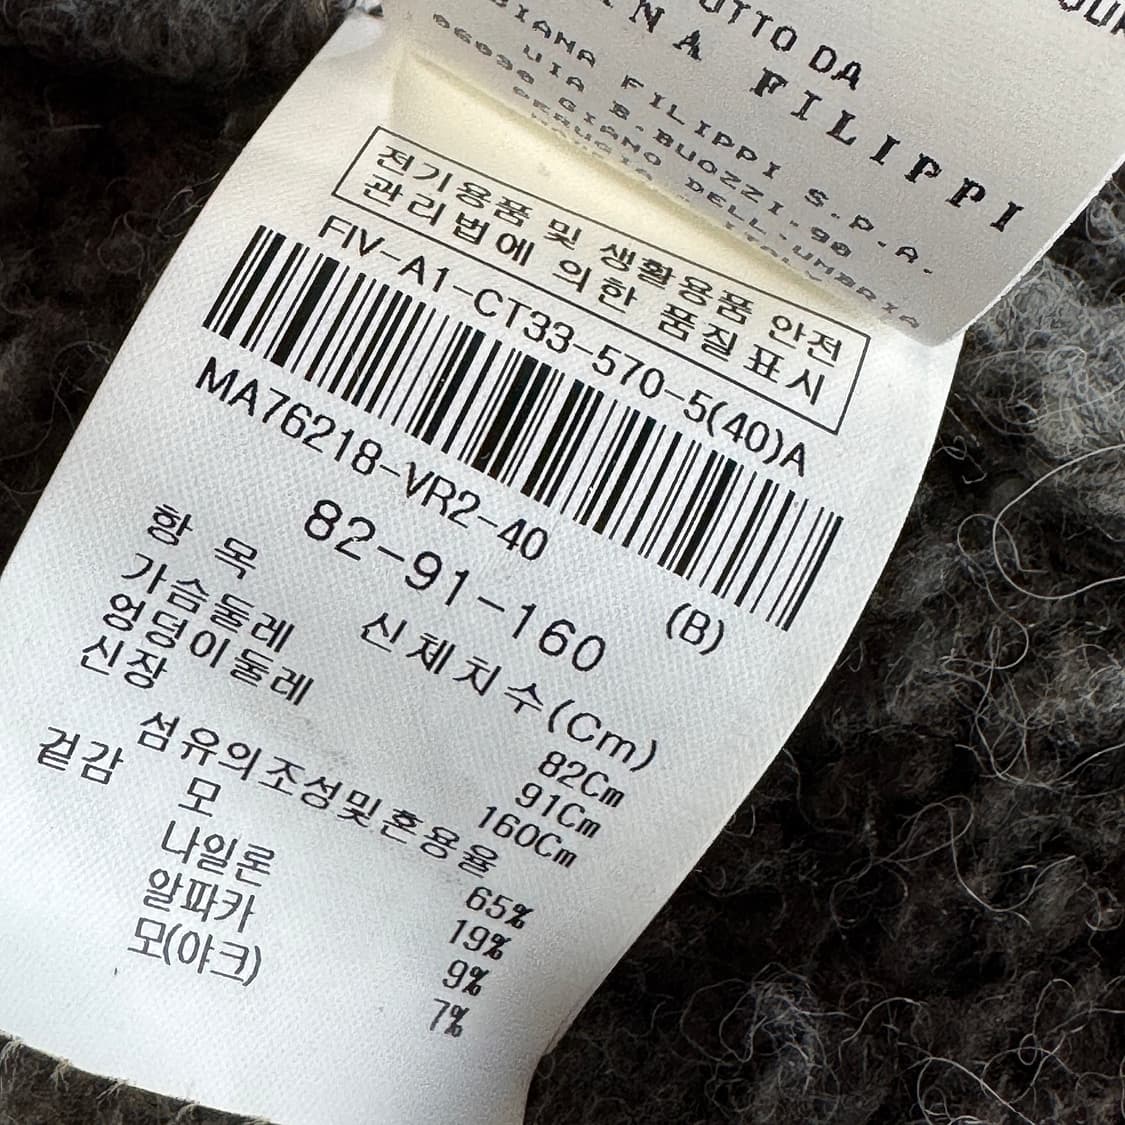 OTTO DA
NA FILIPPI
BIANA FILIPPI S.P.A.
VIA B.BUOZZI.90
06030 GIANO DELL'UMBRIA
전기용품 및 생활용품 안전
관리법에 의한 품질표시
FIV-A1-CT33-570-5(40)A
MA76218-VR2-40
82-91-160 (B)
항 목 신체치수(Cm)
가슴둘레 82Cm
엉덩이둘레 91Cm
신장 160Cm
섬유의조성및혼용율
겉감 모 65%
나일론 19%
알파카 9%
모(야크) 7%